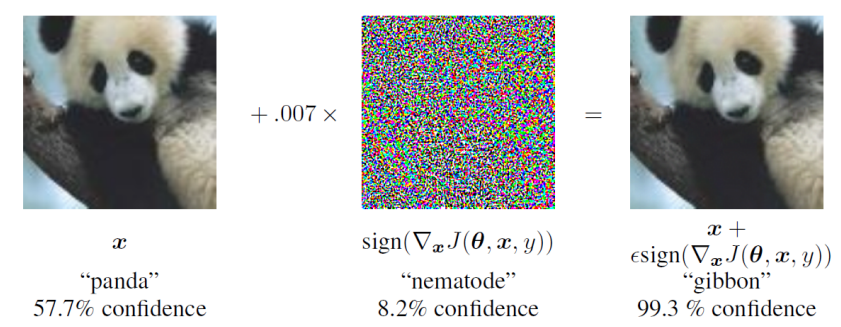 + .007 ×
=
x
sign(∇xJ(θ, x, y))
x +
ϵsign(∇xJ(θ, x, y))
“panda”
“nematode”
“gibbon”
57.7% confidence
8.2% confidence
99.3 % confidence